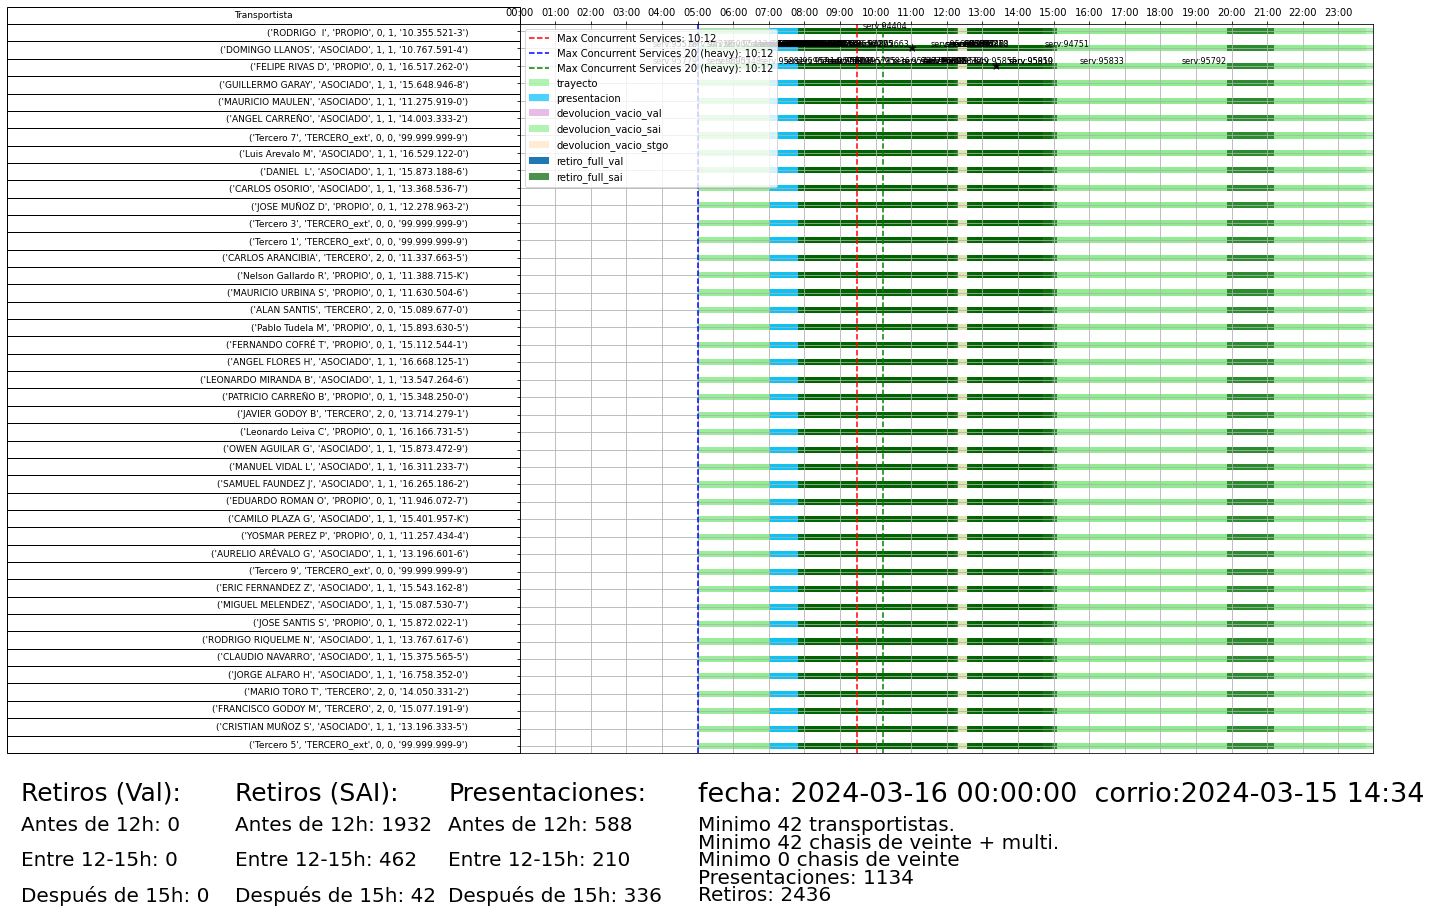 Transportista
00:00 01:00 02:00 03:00 04:00 05:00 06:00 07:00 08:00 09:00 10:00 11:00 12:00 13:00 14:00 15:00 16:00 17:00 18:00 19:00 20:00 21:00 22:00 23:00
serv:94404
serv:94751
serv:95833
serv:95792
Max Concurrent Services: 10:12
Max Concurrent Services 20 (heavy): 10:12
Max Concurrent Services 20 (heavy): 10:12
trayecto
presentacion
devolucion_vacio_val
devolucion_vacio_sai
devolucion_vacio_stgo
retiro_full_val
retiro_full_sai
('RODRIGO  I', 'PROPIO', 0, 1, '10.355.521-3')
('DOMINGO LLANOS', 'ASOCIADO', 1, 1, '10.767.591-4')
('FELIPE RIVAS D', 'PROPIO', 0, 1, '16.517.262-0')
('GUILLERMO GARAY', 'ASOCIADO', 1, 1, '15.648.946-8')
('MAURICIO MAULEN', 'ASOCIADO', 1, 1, '11.275.919-0')
('ANGEL CARREÑO', 'ASOCIADO', 1, 1, '14.003.333-2')
('Tercero 7', 'TERCERO_ext', 0, 0, '99.999.999-9')
('Luis Arevalo M', 'ASOCIADO', 1, 1, '16.529.122-0')
('DANIEL  L', 'ASOCIADO', 1, 1, '15.873.188-6')
('CARLOS OSORIO', 'ASOCIADO', 1, 1, '13.368.536-7')
('JOSE MUÑOZ D', 'PROPIO', 0, 1, '12.278.963-2')
('Tercero 3', 'TERCERO_ext', 0, 0, '99.999.999-9')
('Tercero 1', 'TERCERO_ext', 0, 0, '99.999.999-9')
('CARLOS ARANCIBIA', 'TERCERO', 2, 0, '11.337.663-5')
('Nelson Gallardo R', 'PROPIO', 0, 1, '11.388.715-K')
('MAURICIO URBINA S', 'PROPIO', 0, 1, '11.630.504-6')
('ALAN SANTIS', 'TERCERO', 2, 0, '15.089.677-0')
('Pablo Tudela M', 'PROPIO', 0, 1, '15.893.630-5')
('FERNANDO COFRÉ T', 'PROPIO', 0, 1, '15.112.544-1')
('ANGEL FLORES H', 'ASOCIADO', 1, 1, '16.668.125-1')
('LEONARDO MIRANDA B', 'ASOCIADO', 1, 1, '13.547.264-6')
('PATRICIO CARREÑO B', 'PROPIO', 0, 1, '15.348.250-0')
('JAVIER GODOY B', 'TERCERO', 2, 0, '13.714.279-1')
('Leonardo Leiva C', 'PROPIO', 0, 1, '16.166.731-5')
('OWEN AGUILAR G', 'ASOCIADO', 1, 1, '15.873.472-9')
('MANUEL VIDAL L', 'ASOCIADO', 1, 1, '16.311.233-7')
('SAMUEL FAUNDEZ J', 'ASOCIADO', 1, 1, '16.265.186-2')
('EDUARDO ROMAN O', 'PROPIO', 0, 1, '11.946.072-7')
('CAMILO PLAZA G', 'ASOCIADO', 1, 1, '15.401.957-K')
('YOSMAR PEREZ P', 'PROPIO', 0, 1, '11.257.434-4')
('AURELIO ARÉVALO G', 'ASOCIADO', 1, 1, '13.196.601-6')
('Tercero 9', 'TERCERO_ext', 0, 0, '99.999.999-9')
('ERIC FERNANDEZ Z', 'ASOCIADO', 1, 1, '15.543.162-8')
('MIGUEL MELENDEZ', 'ASOCIADO', 1, 1, '15.087.530-7')
('JOSE SANTIS S', 'PROPIO', 0, 1, '15.872.022-1')
('RODRIGO RIQUELME N', 'ASOCIADO', 1, 1, '13.767.617-6')
('CLAUDIO NAVARRO', 'ASOCIADO', 1, 1, '15.375.565-5')
('JORGE ALFARO H', 'ASOCIADO', 1, 1, '16.758.352-0')
('MARIO TORO T', 'TERCERO', 2, 0, '14.050.331-2')
('FRANCISCO GODOY M', 'TERCERO', 2, 0, '15.077.191-9')
('CRISTIAN MUÑOZ S', 'ASOCIADO', 1, 1, '13.196.333-5')
('Tercero 5', 'TERCERO_ext', 0, 0, '99.999.999-9')
Retiros (Val):
Antes de 12h: 0
Entre 12-15h: 0
Después de 15h: 0
Retiros (SAI):
Antes de 12h: 1932
Entre 12-15h: 462
Después de 15h: 42
Presentaciones:
Antes de 12h: 588
Entre 12-15h: 210
Después de 15h: 336
fecha: 2024-03-16 00:00:00  corrio:2024-03-15 14:34
Minimo 42 transportistas.
Minimo 42 chasis de veinte + multi.
Minimo 0 chasis de veinte
Presentaciones: 1134
Retiros: 2436